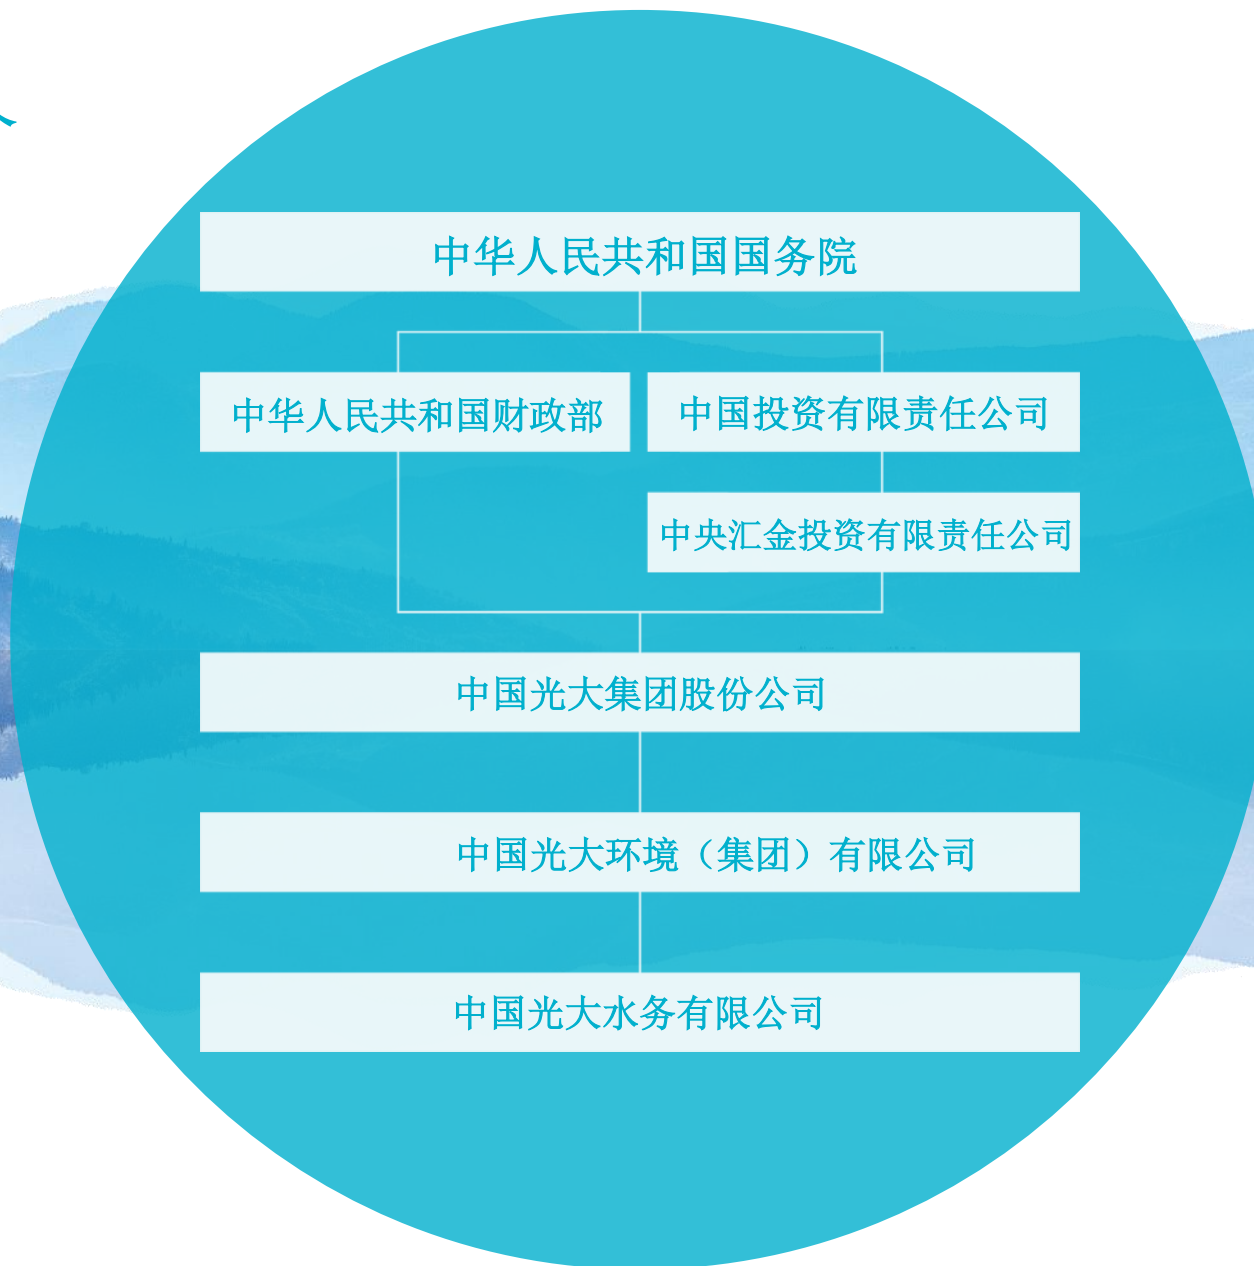 中华人民共和国国务院
中华人民共和国财政部
中国投资有限责任公司
中央汇金投资有限责任公司
中国光大集团股份公司
中国光大环境（集团）有限公司
中国光大水务有限公司